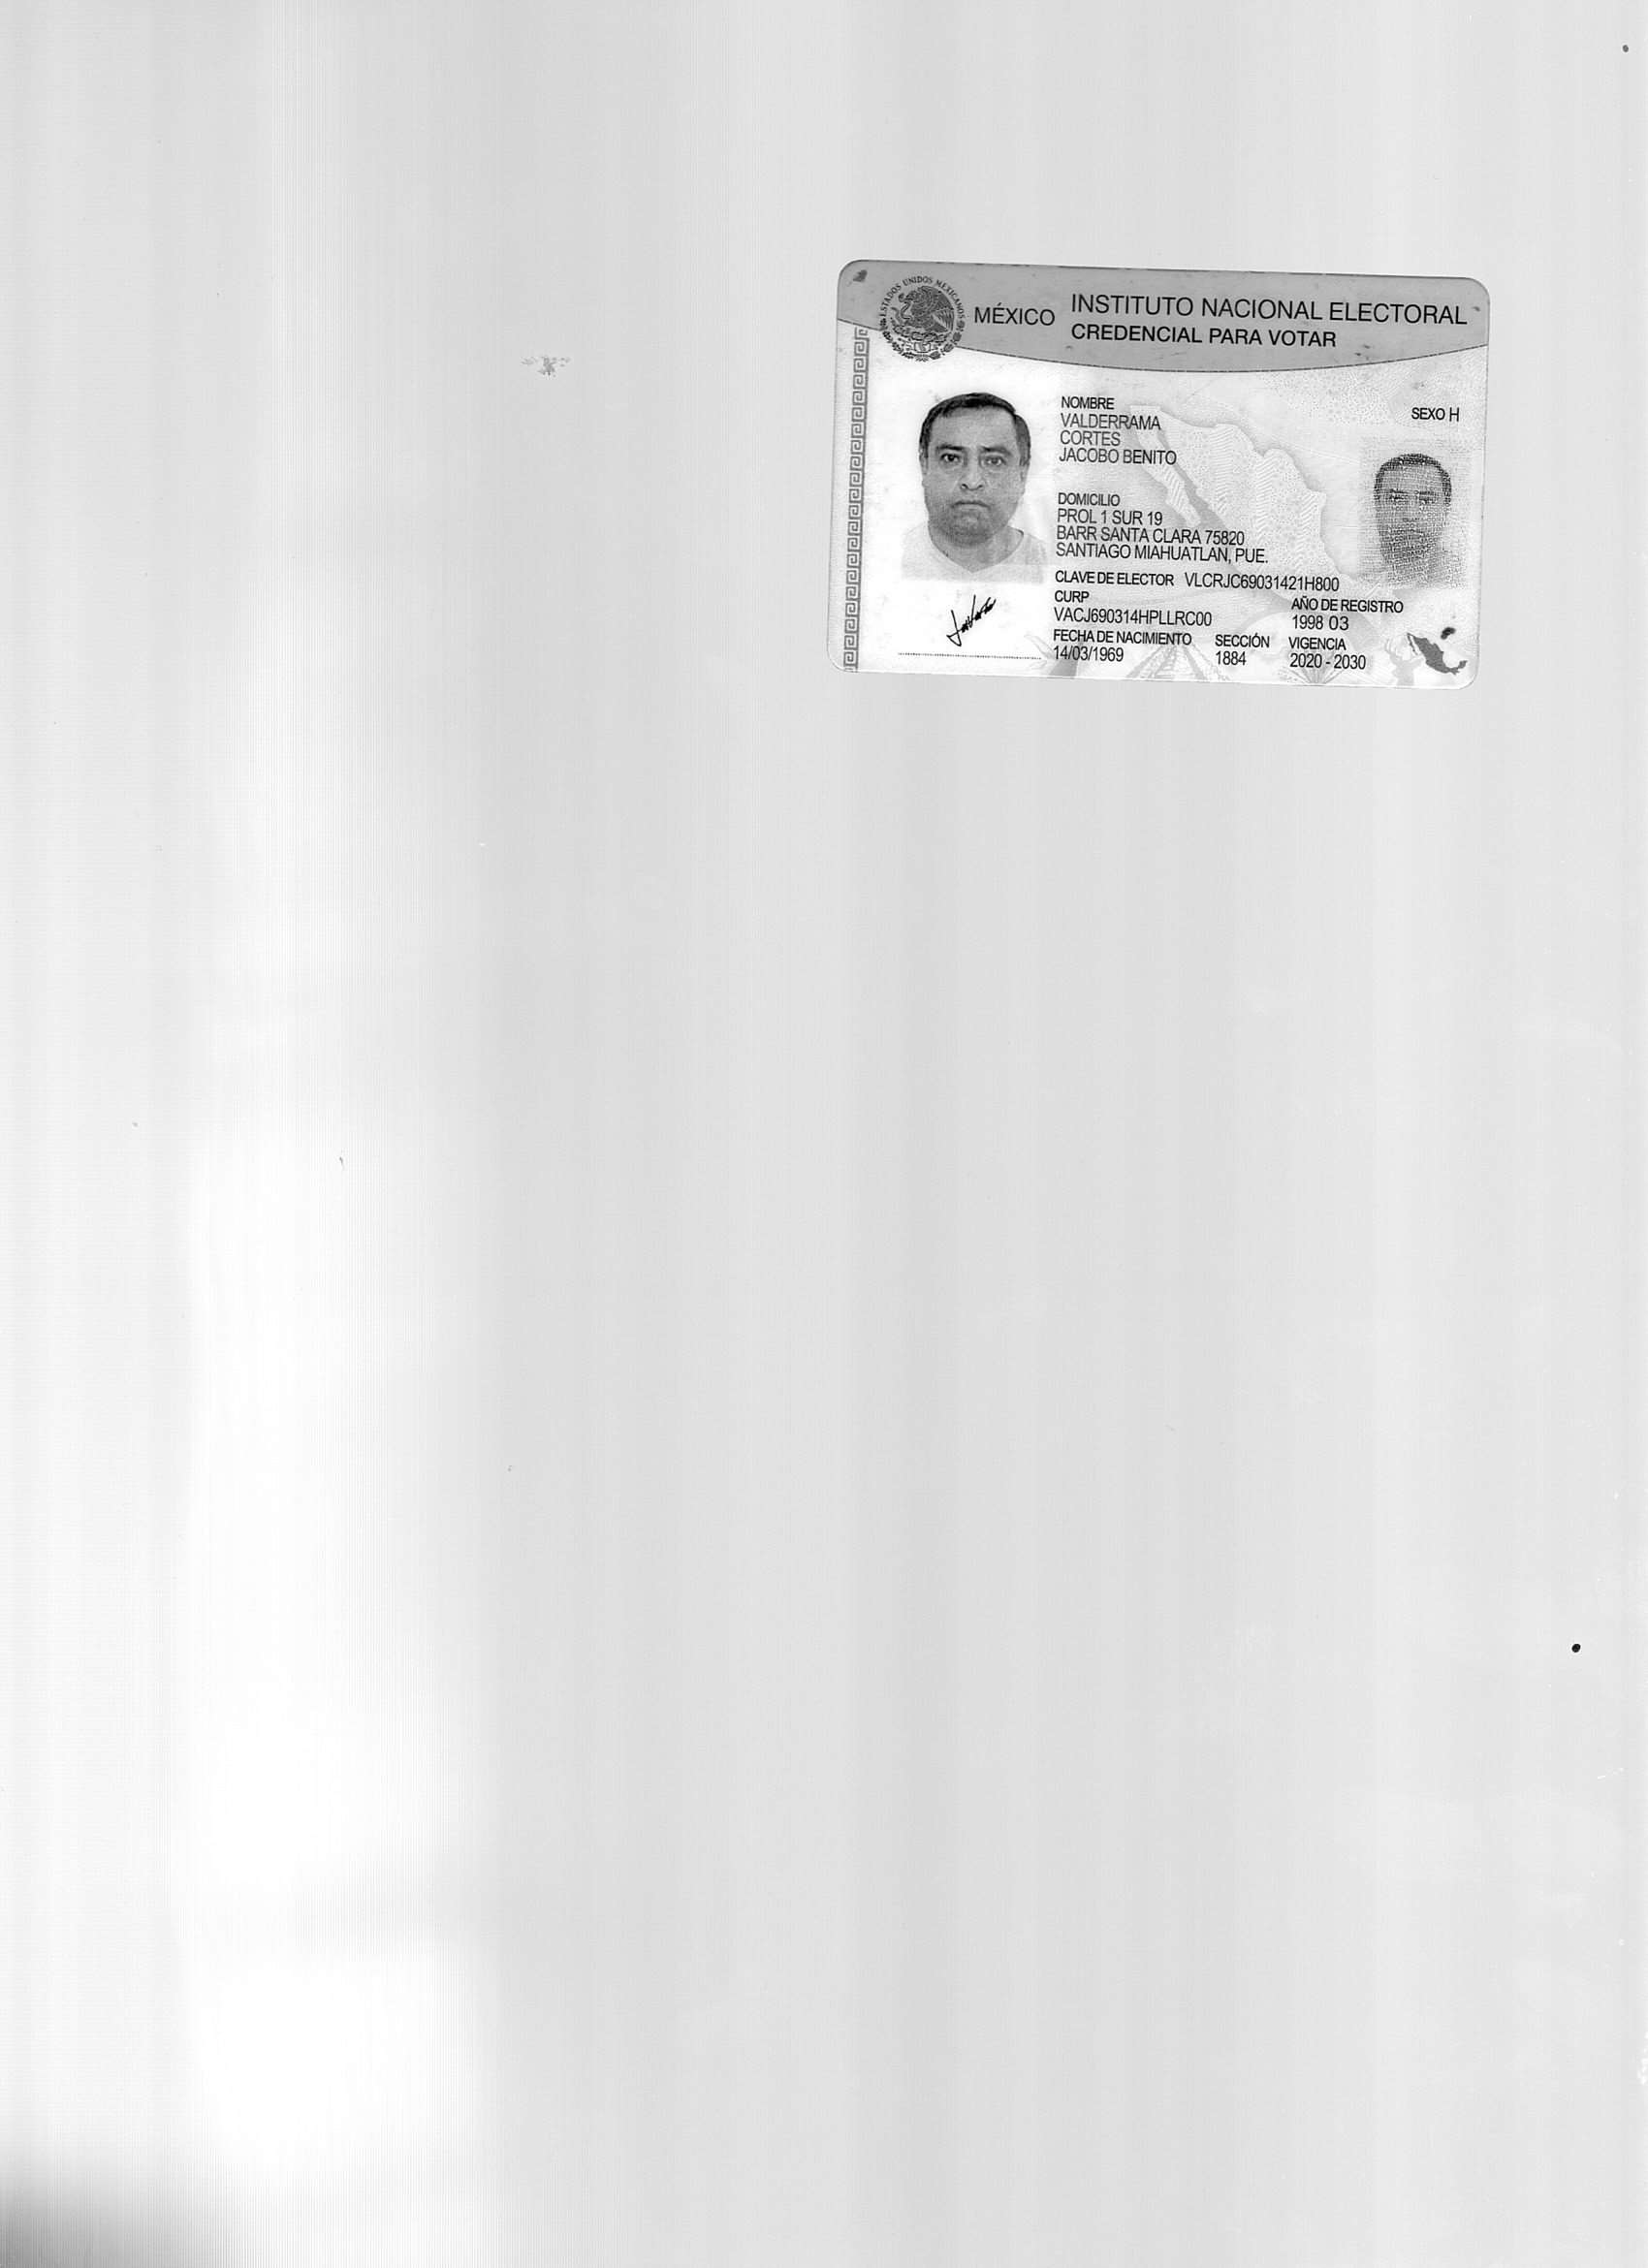 ESTADOS UNIDOS MEXICANOS
MÉXICO
INSTITUTO NACIONAL ELECTORAL
CREDENCIAL PARA VOTAR
NOMBRE
VALDERRAMA
CORTES
JACOBO BENITO
SEXO H
DOMICILIO
PROL 1 SUR 19
BARR SANTA CLARA 75820
SANTIAGO MIAHUATLAN, PUE.
CLAVE DE ELECTOR VLCRJC69031421H800
CURP
VACJ690314HPLLRC00
AÑO DE REGISTRO
1998 03
FECHA DE NACIMIENTO
14/03/1969
SECCIÓN
1884
VIGENCIA
2020 - 2030